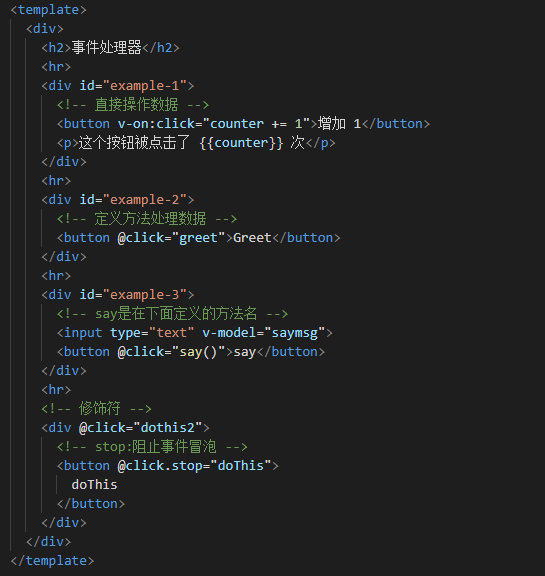 <template>
<div>
<h2>事件处理器</h2>
<hr>
<div id="example-1">
<!-- 直接操作数据 -->
<button v-on:click="counter += 1">增加 1</button>
<p>这个按钮被点击了 {{counter}} 次</p>
</div>
<hr>
<div id="example-2">
<!-- 定义方法处理数据 -->
<button @click="greet">Greet</button>
</div>
<hr>
<div id="example-3">
<!-- say是在下面定义的方法名 -->
<input type="text" v-model="saymsg">
<button @click="say()">say</button>
</div>
<hr>
<!-- 修饰符 -->
<div @click="dothis2">
<!-- stop:阻止事件冒泡 -->
<button @click.stop="doThis">
doThis
</button>
</div>
</div>
</template>